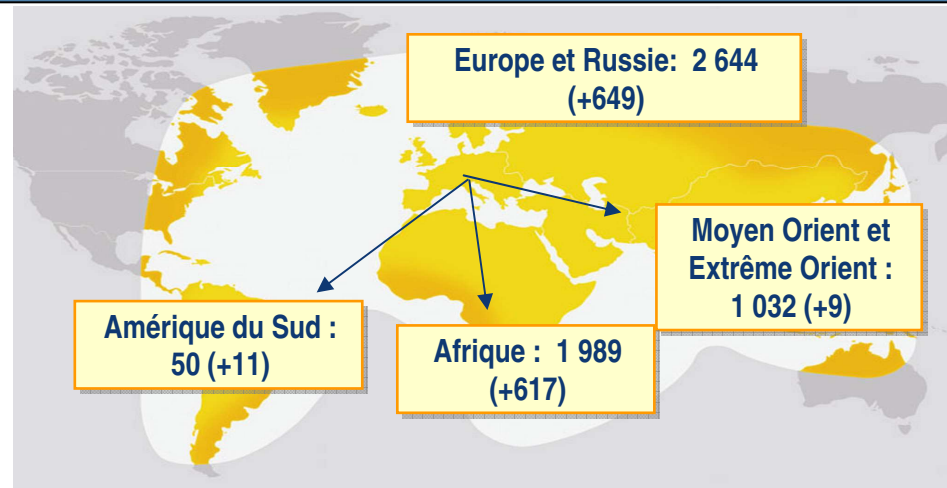 Europe et Russie: 2 644
(+649)
Moyen Orient et
Extrême Orient :
1 032 (+9)
Amérique du Sud :
50 (+11)
Afrique : 1 989
(+617)